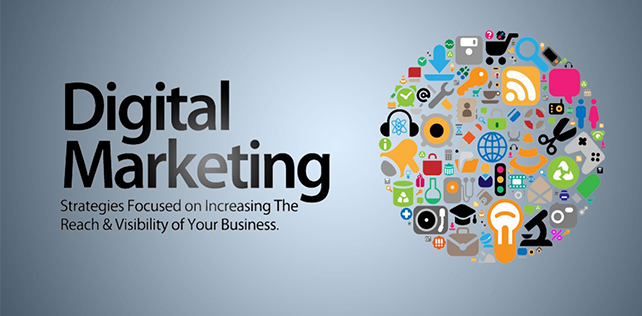 Digital
Marketing
Strategies Focused on Increasing The
Reach & Visibility of Your Business.